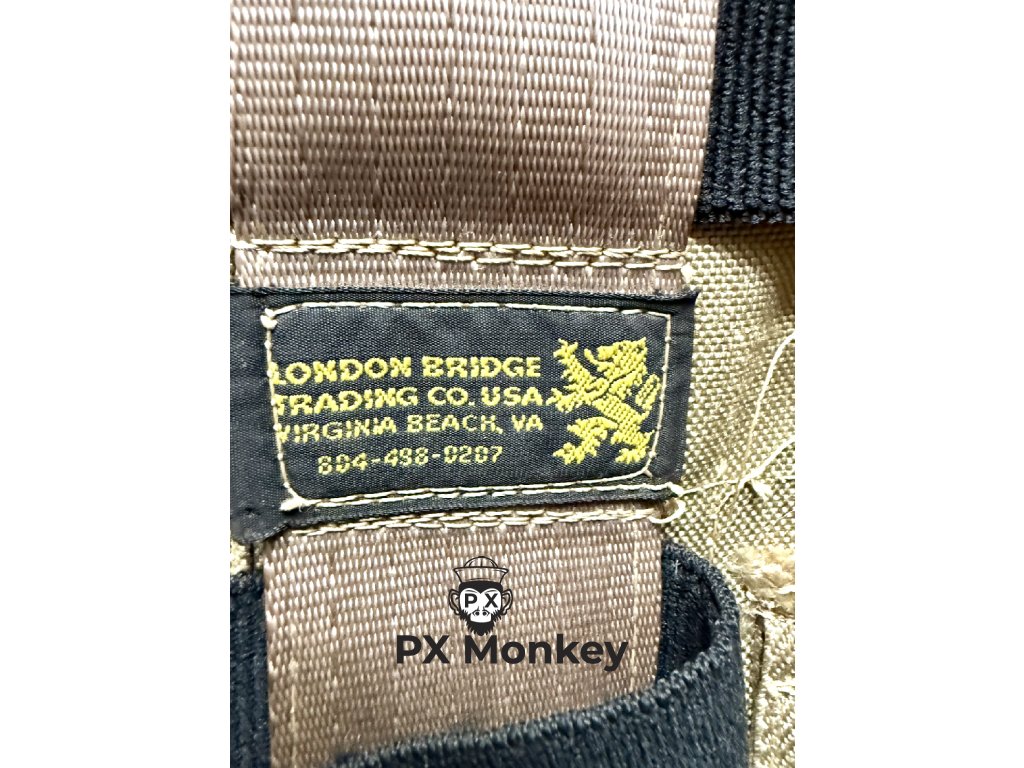 LONDON BRIDGE
TRADING CO. USA
VIRGINIA BEACH, VA
804-498-0207
PX
PX Monkey